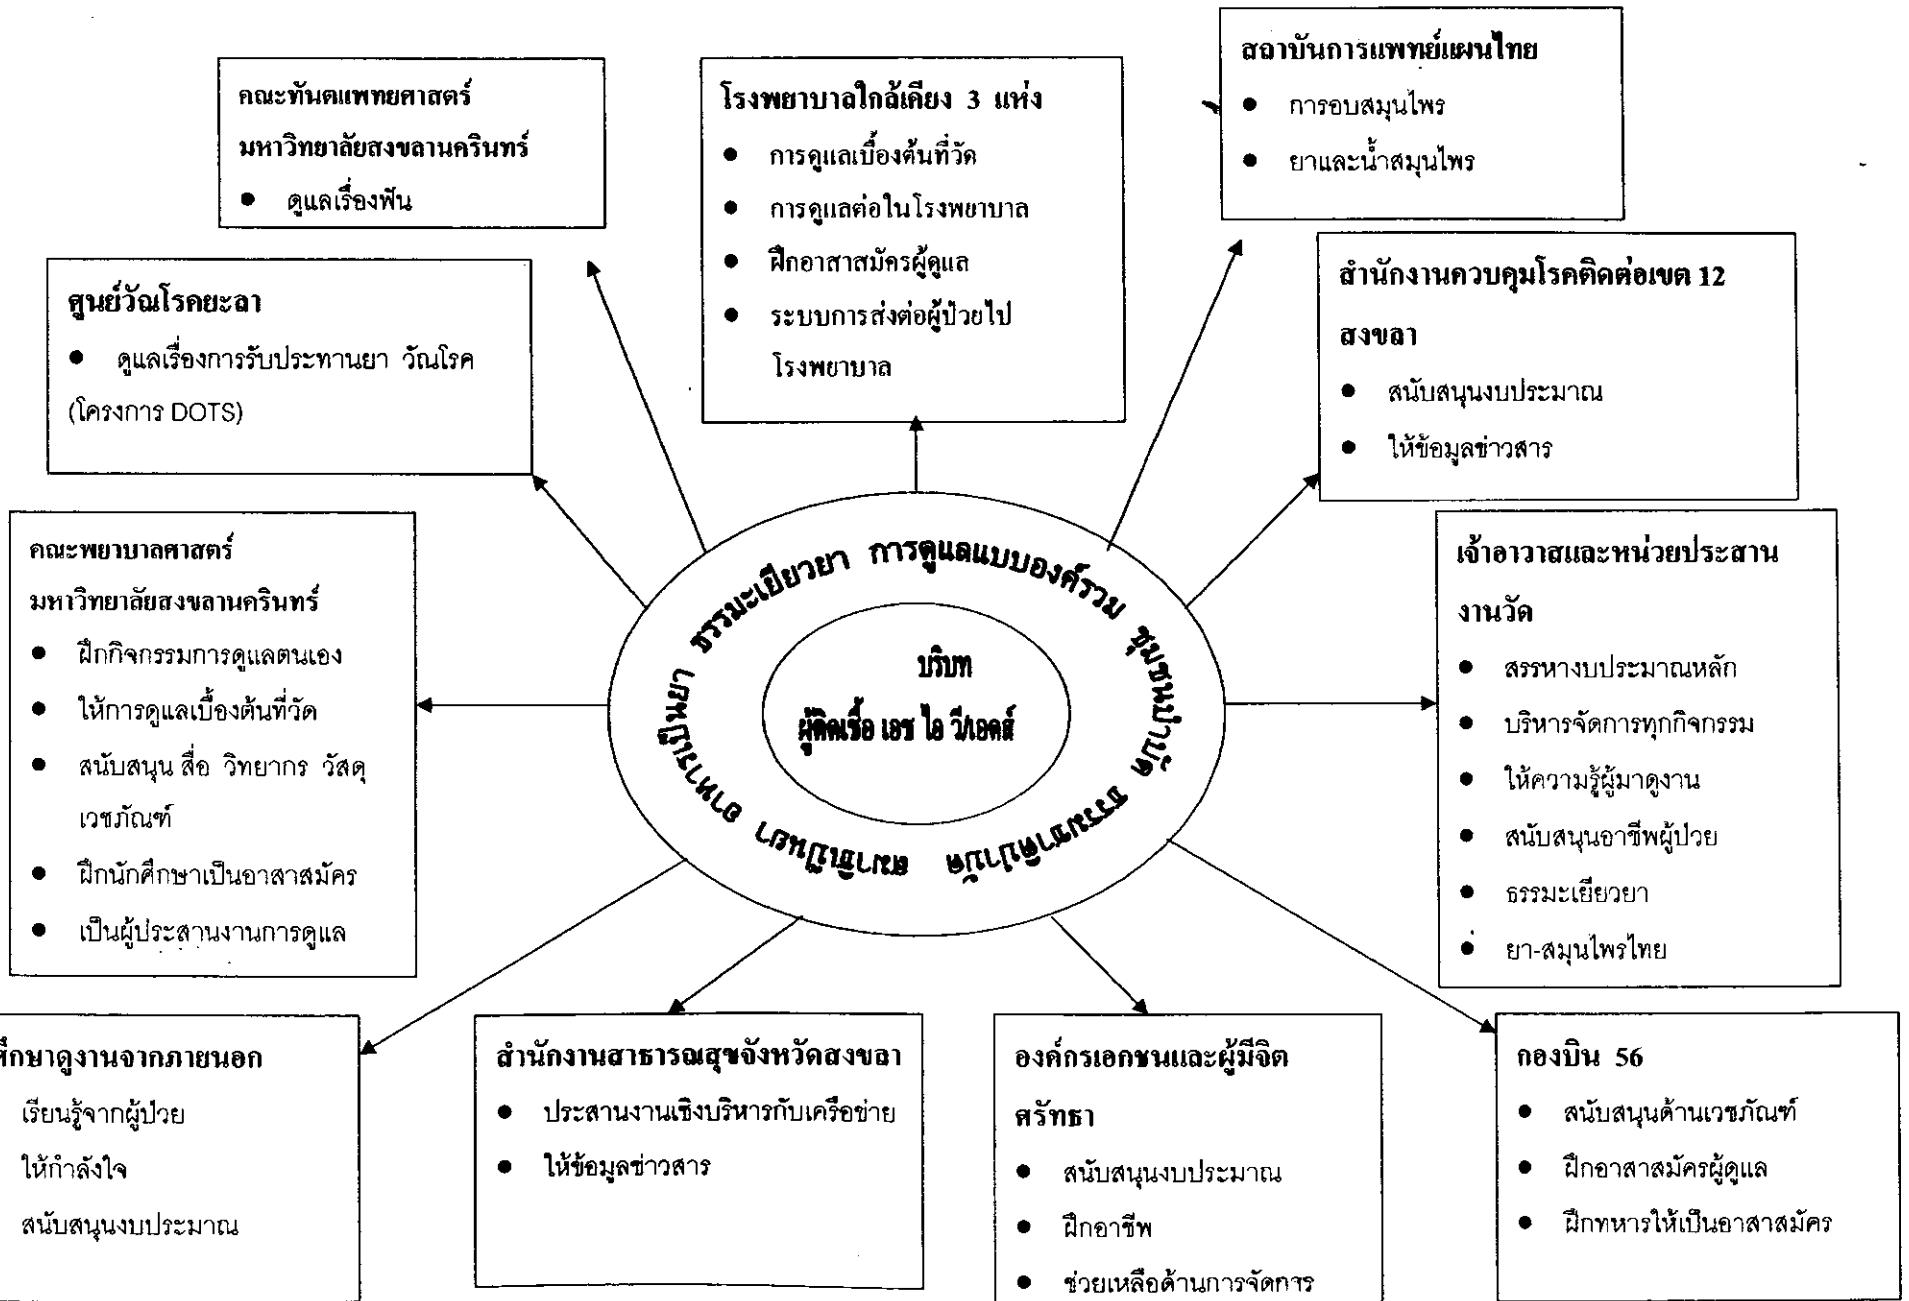 สถาบันการแพทย์แผนไทย
● การอบสมุนไพร
● ยาและน้ำสมุนไพร
คณะทันตแพทยศาสตร์
มหาวิทยาลัยสงขลานครินทร์
● ดูแลเรื่องฟัน
โรงพยาบาลใกล้เคียง 3 แห่ง
● การดูแลเบื้องต้นที่วัด
● การดูแลต่อในโรงพยาบาล
● ฝึกอาสาสมัครผู้ดูแล
● ระบบการส่งต่อผู้ป่วยไป
โรงพยาบาล
สำนักงานควบคุมโรคติดต่อเขต 12
สงขลา
● สนับสนุนงบประมาณ
● ให้ข้อมูลข่าวสาร
ศูนย์วัณโรคยะลา
● ดูแลเรื่องการรับประทานยา วัณโรค
(โครงการ DOTS)
คณะพยาบาลศาสตร์
มหาวิทยาลัยสงขลานครินทร์
● ฝึกกิจกรรมการดูแลตนเอง
● ให้การดูแลเบื้องต้นที่วัด
● สนับสนุน สื่อ วิทยากร วัสดุ
เวชภัณฑ์
● ฝึกนักศึกษาเป็นอาสาสมัคร
● เป็นผู้ประสานงานการดูแล
ธรรมะเยียวยา การดูแลแบบองค์รวม ชุมชนบำบัด ธรรมชาติบำบัด สมาธิเป็นยา อาหารเป็นยา
บริบท
ผู้ติดเชื้อ เอช ไอ วี/เอดส์
เจ้าอาวาสและหน่วยประสาน
งานวัด
● สรรหางบประมาณหลัก
● บริหารจัดการทุกกิจกรรม
● ให้ความรู้ผู้มาดูงาน
● สนับสนุนอาชีพผู้ป่วย
● ธรรมะเยียวยา
● ยา-สมุนไพรไทย
ศึกษาดูงานจากภายนอก
เรียนรู้จากผู้ป่วย
ให้กำลังใจ
สนับสนุนงบประมาณ
สำนักงานสาธารณสุขจังหวัดสงขลา
● ประสานงานเชิงบริหารกับเครือข่าย
● ให้ข้อมูลข่าวสาร
องค์กรเอกชนและผู้มีจิต
ศรัทธา
● สนับสนุนงบประมาณ
● ฝึกอาชีพ
● ช่วยเหลือด้านการจัดการ
กองบิน 56
● สนับสนุนด้านเวชภัณฑ์
● ฝึกอาสาสมัครผู้ดูแล
● ฝึกทหารให้เป็นอาสาสมัคร